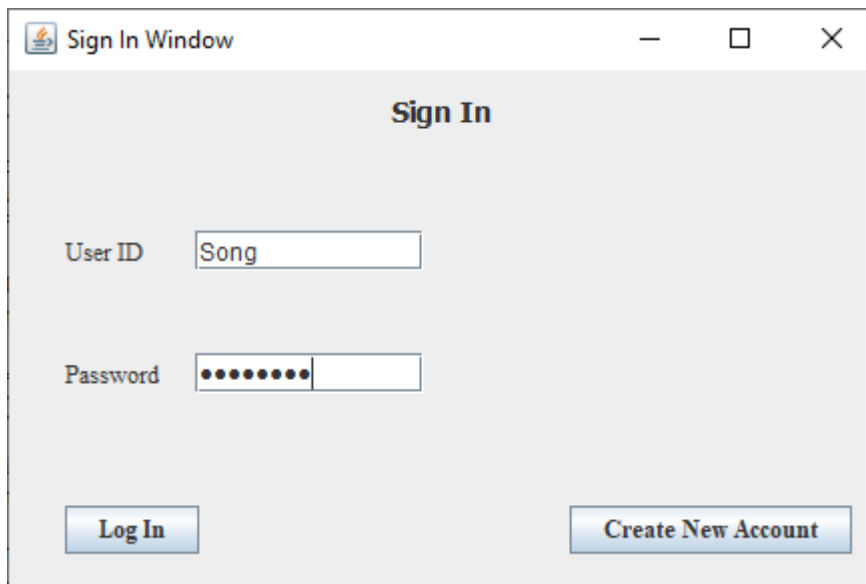 Sign In Window
Sign In
User ID Song
Password ••••••••
Log In Create New Account